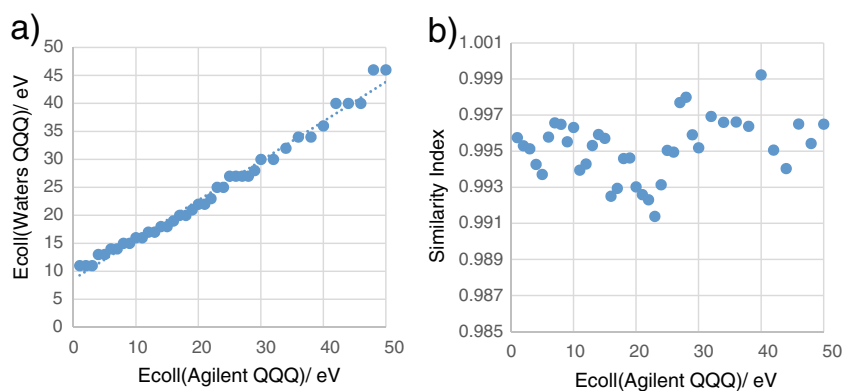 a)
Ecoll(Waters QQQ)/ eV
50
45
40
35
30
25
20
15
10
5
0
0 10 20 30 40 50
Ecoll(Agilent QQQ)/ eV
b)
Similarity Index
1.001
0.999
0.997
0.995
0.993
0.991
0.989
0.987
0.985
0 10 20 30 40 50
Ecoll(Agilent QQQ)/ eV